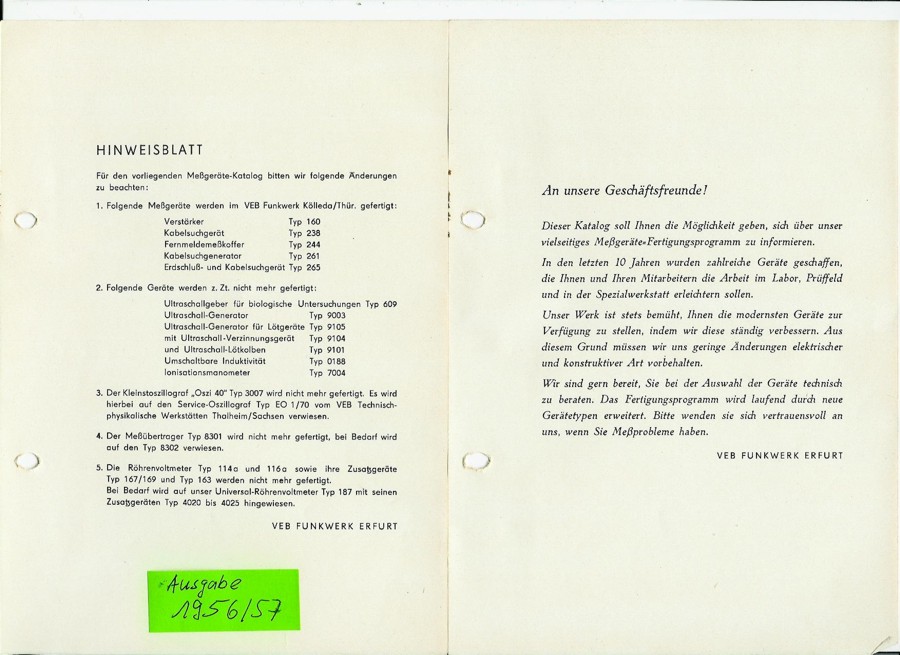 HINWEISBLATT
Für den vorliegenden Meßgeräte-Katalog bitten wir folgende Änderungen
zu beachten:
1. Folgende Meßgeräte werden im VEB Funkwerk Kölleda/Thür. gefertigt:
Verstärker Typ 160
Kabelsuchgerät Typ 238
Fernmeldemeßkoffer Typ 244
Kabelsuchgenerator Typ 261
Erdschluß- und Kabelsuchgerät Typ 265
2. Folgende Geräte werden z. Zt. nicht mehr gefertigt:
Ultraschallgeber für biologische Untersuchungen Typ 609
Ultraschall-Generator Typ 9003
Ultraschall-Generator für Lötgeräte Typ 9105
mit Ultraschall-Verzinnungsgerät Typ 9104
und Ultraschall-Lötkolben Typ 9101
Umschaltbare Induktivität Typ 0188
Ionisationsmanometer Typ 7004
3. Der Kleinstoszillograf „Oszi 40" Typ 3007 wird nicht mehr gefertigt. Es wird
hierbei auf den Service-Oszillograf Typ EO 1/70 vom VEB Technisch-
physikalische Werkstätten Thalheim/Sachsen verwiesen.
4. Der Meßübertrager Typ 8301 wird nicht mehr gefertigt, bei Bedarf wird
auf den Typ 8302 verwiesen.
5. Die Röhrenvoltmeter Typ 114a und 116a sowie ihre Zusatzgeräte
Typ 167/169 und Typ 163 werden nicht mehr gefertigt.
Bei Bedarf wird auf unser Universal-Röhrenvoltmeter Typ 187 mit seinen
Zusatzgeräten Typ 4020 bis 4025 hingewiesen.
VEB FUNKWERK ERFURT
Ausgabe
1956/57
An unsere Geschäftsfreunde!
Dieser Katalog soll Ihnen die Möglichkeit geben, sich über unser
vielseitiges Meßgeräte-Fertigungsprogramm zu informieren.
In den letzten 10 Jahren wurden zahlreiche Geräte geschaffen,
die Ihnen und Ihren Mitarbeitern die Arbeit im Labor, Prüffeld
und in der Spezialwerkstatt erleichtern sollen.
Unser Werk ist stets bemüht, Ihnen die modernsten Geräte zur
Verfügung zu stellen, indem wir diese ständig verbessern. Aus
diesem Grund müssen wir uns geringe Änderungen elektrischer
und konstruktiver Art vorbehalten.
Wir sind gern bereit, Sie bei der Auswahl der Geräte technisch
zu beraten. Das Fertigungsprogramm wird laufend durch neue
Gerätetypen erweitert. Bitte wenden sie sich vertrauensvoll an
uns, wenn Sie Meßprobleme haben.
VEB FUNKWERK ERFURT